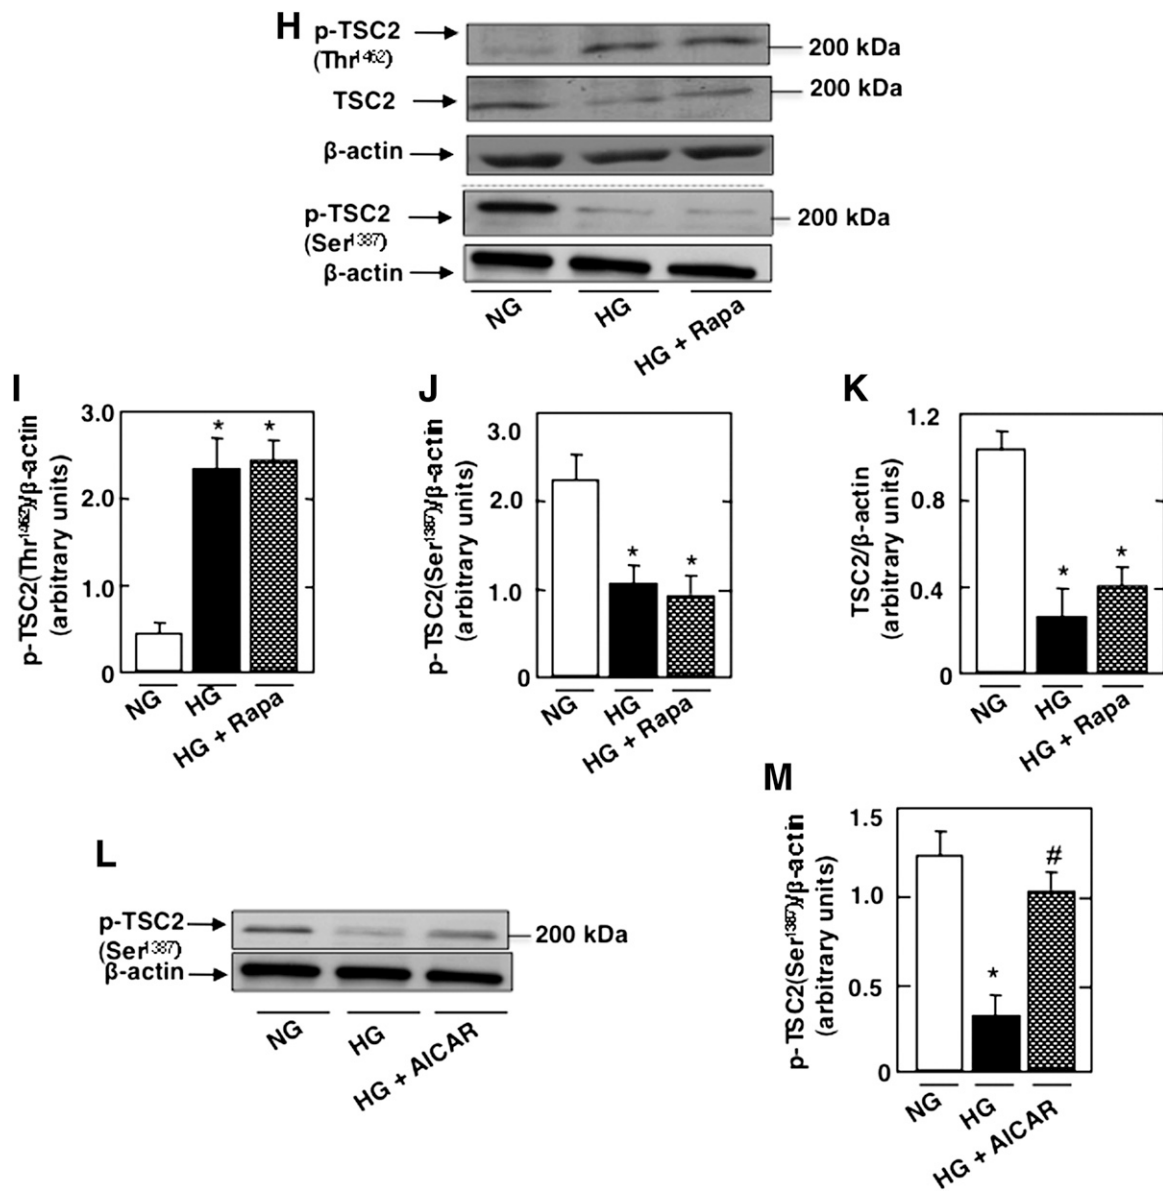 H
p-TSC2
(Thr1462)
200 kDa
TSC2
200 kDa
β-actin
p-TSC2
(Ser1387)
200 kDa
β-actin
NG
HG
HG + Rapa
I
p-TSC2(Thr1462)/β-actin
(arbitrary units)
3.0
2.0
1.0
0
*
*
NG
HG
HG + Rapa
J
p-TSC2(Ser1387)/β-actin
(arbitrary units)
3.0
2.0
1.0
0
*
*
NG
HG
HG + Rapa
K
TSC2/β-actin
(arbitrary units)
1.2
0.8
0.4
0
*
*
NG
HG
HG + Rapa
L
p-TSC2
(Ser1387)
200 kDa
β-actin
NG
HG
HG + AICAR
M
p-TSC2(Ser1387)/β-actin
(arbitrary units)
1.5
1.0
0.5
0
*
#
NG
HG
HG + AICAR